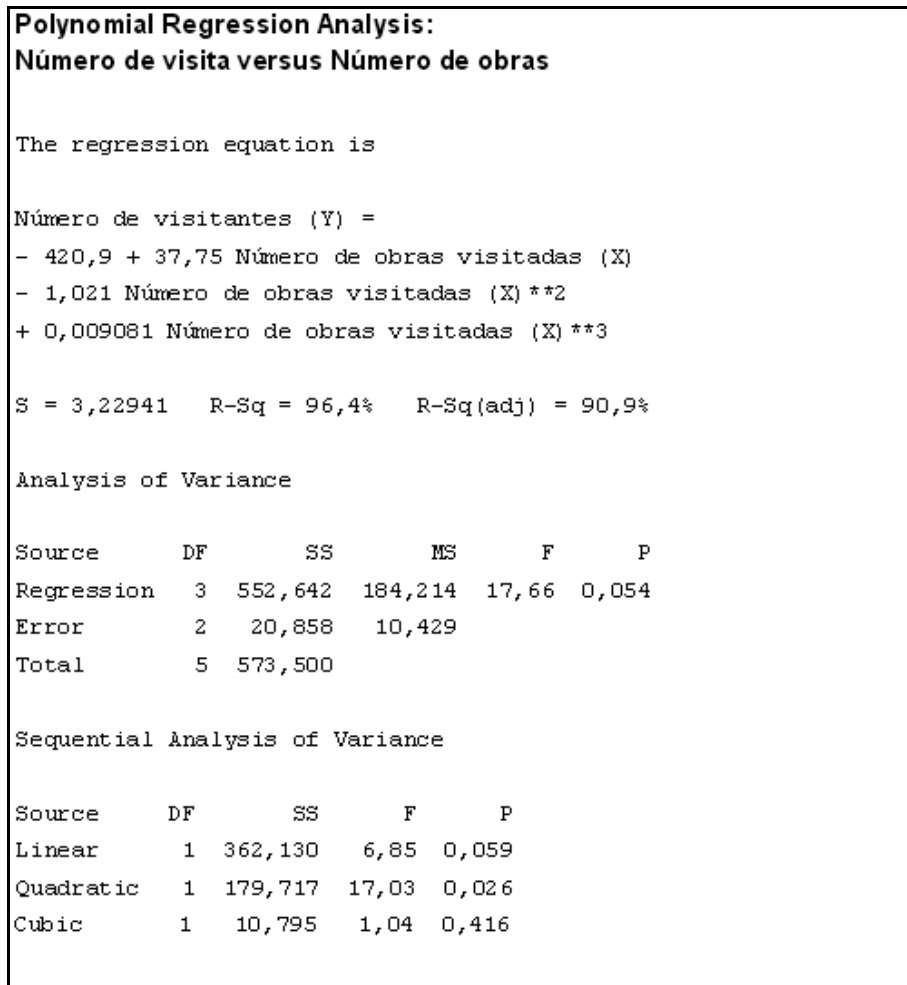 Polynomial Regression Analysis:
Número de visita versus Número de obras
The regression equation is
Número de visitantes (Y) =
- 420,9 + 37,75 Número de obras visitadas (X)
- 1,021 Número de obras visitadas (X)**2
+ 0,009081 Número de obras visitadas (X)**3
S = 3,22941 R-Sq = 96,4% R-Sq(adj) = 90,9%
Analysis of Variance
Source DF SS MS F P
Regression 3 552,642 184,214 17,66 0,054
Error 2 20,858 10,429
Total 5 573,500
Sequential Analysis of Variance
Source DF SS F P
Linear 1 362,130 6,85 0,059
Quadratic 1 179,717 17,03 0,026
Cubic 1 10,795 1,04 0,416